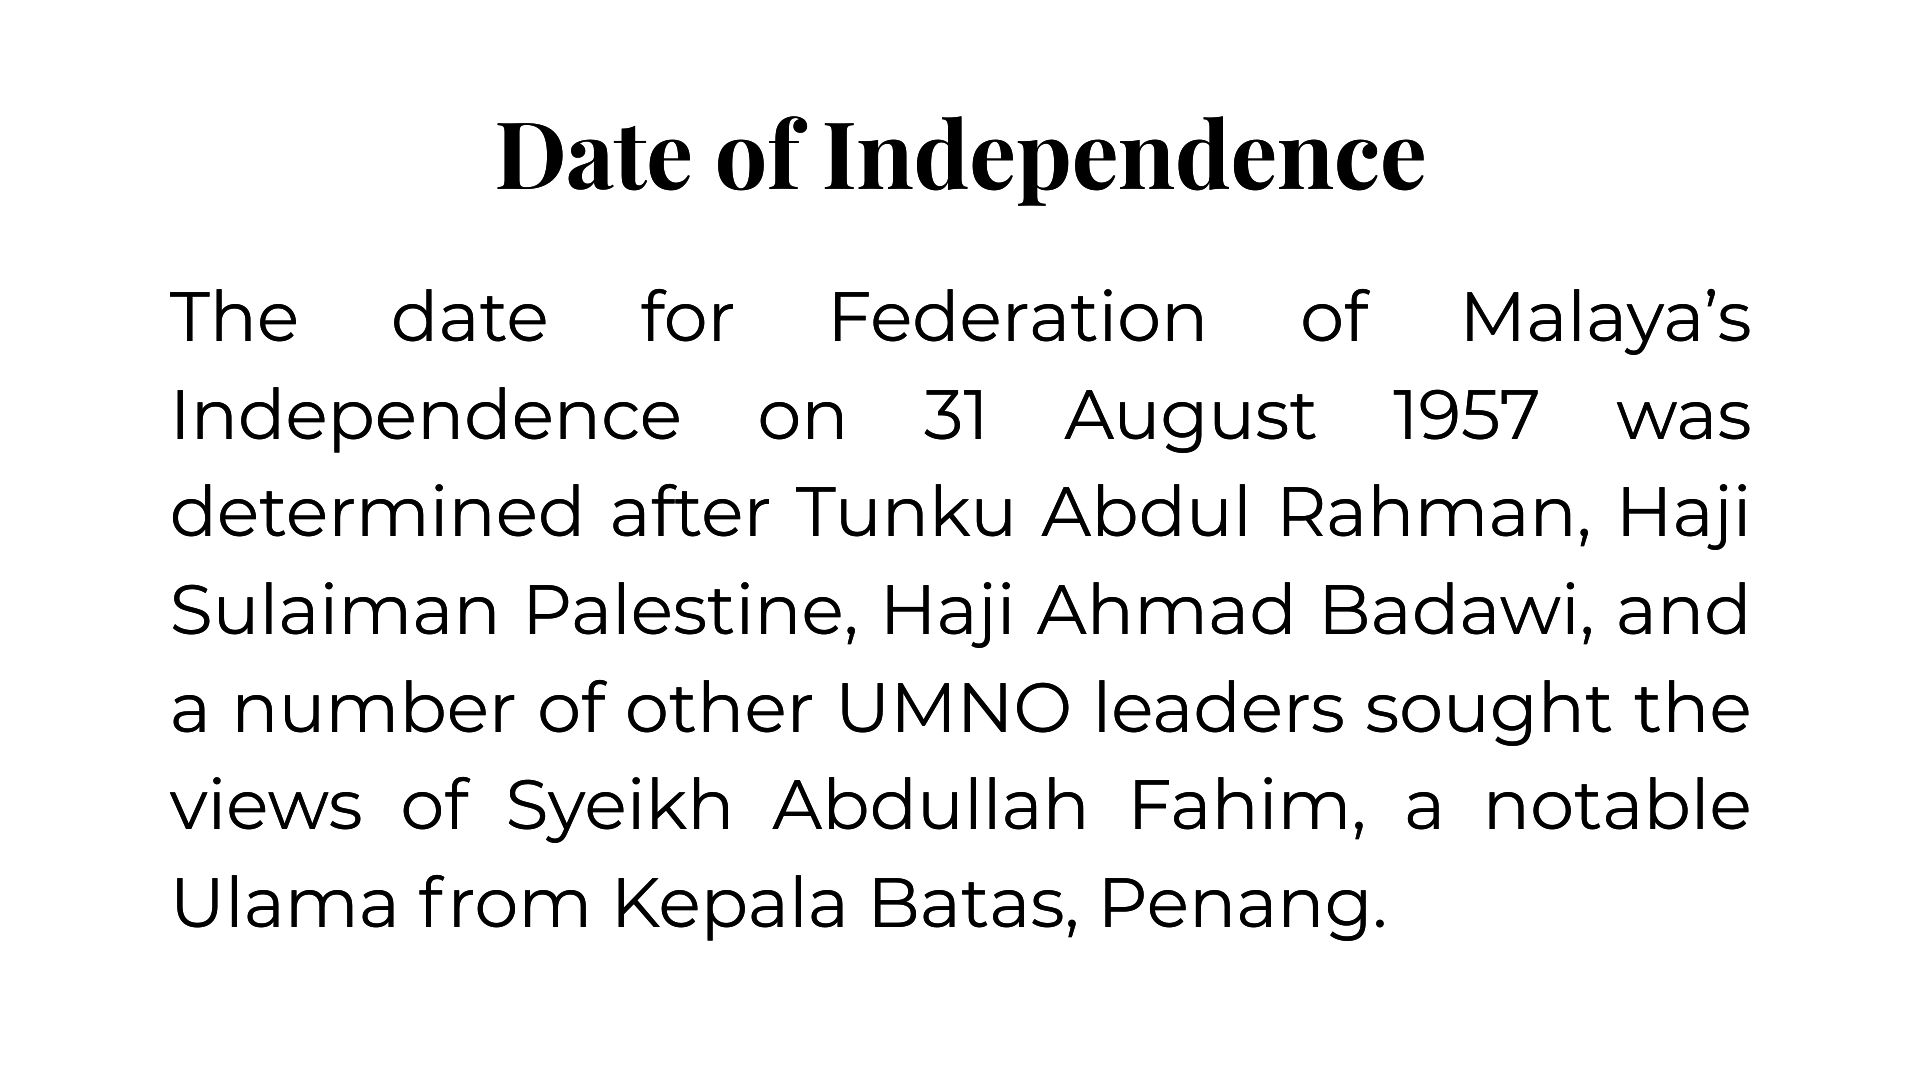 Date of Independence
The date for Federation of Malaya’s
Independence on 31 August 1957 was
determined after Tunku Abdul Rahman, Haji
Sulaiman Palestine, Haji Ahmad Badawi, and
a number of other UMNO leaders sought the
views of Syeikh Abdullah Fahim, a notable
Ulama from Kepala Batas, Penang.